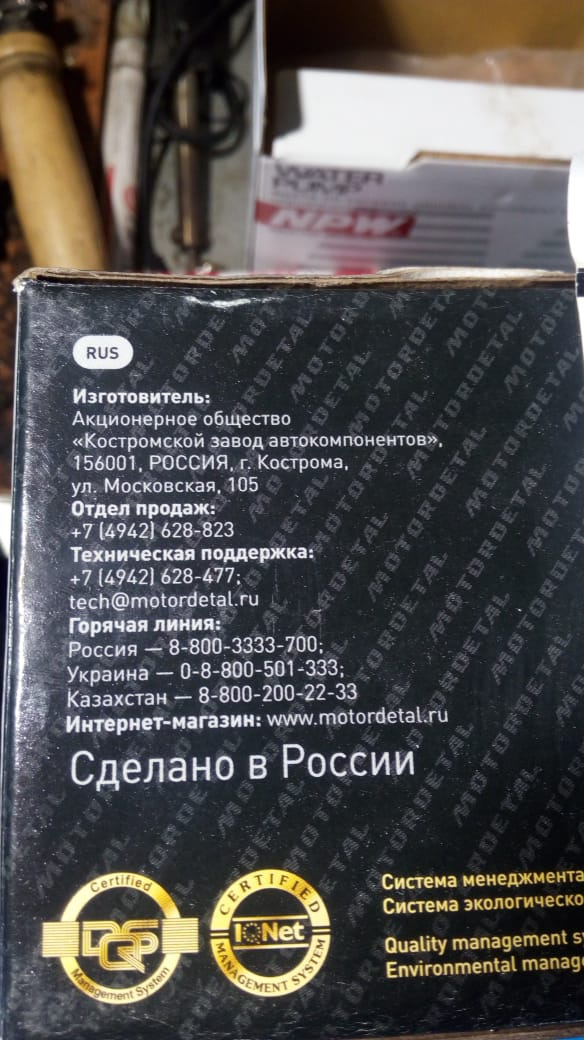 WATER
PUMP
NPW
RUS
Изготовитель:
Акционерное общество
«Костромской завод автокомпонентов»,
156001, РОССИЯ, г. Кострома,
ул. Московская, 105
Отдел продаж:
+7 (4942) 628-823
Техническая поддержка:
+7 (4942) 628-477;
tech@motordetal.ru
Горячая линия:
Россия — 8-800-3333-700;
Украина — 0-8-800-501-333;
Казахстан — 8-800-200-22-33
Интернет-магазин: www.motordetal.ru
Сделано в России
Certified
DQS
Management System
CERTIFIED
IQNet
MANAGEMENT SYSTEM
Система менеджмента
Система экологическо
Quality management sy
Environmental manage
MOTORDETAL